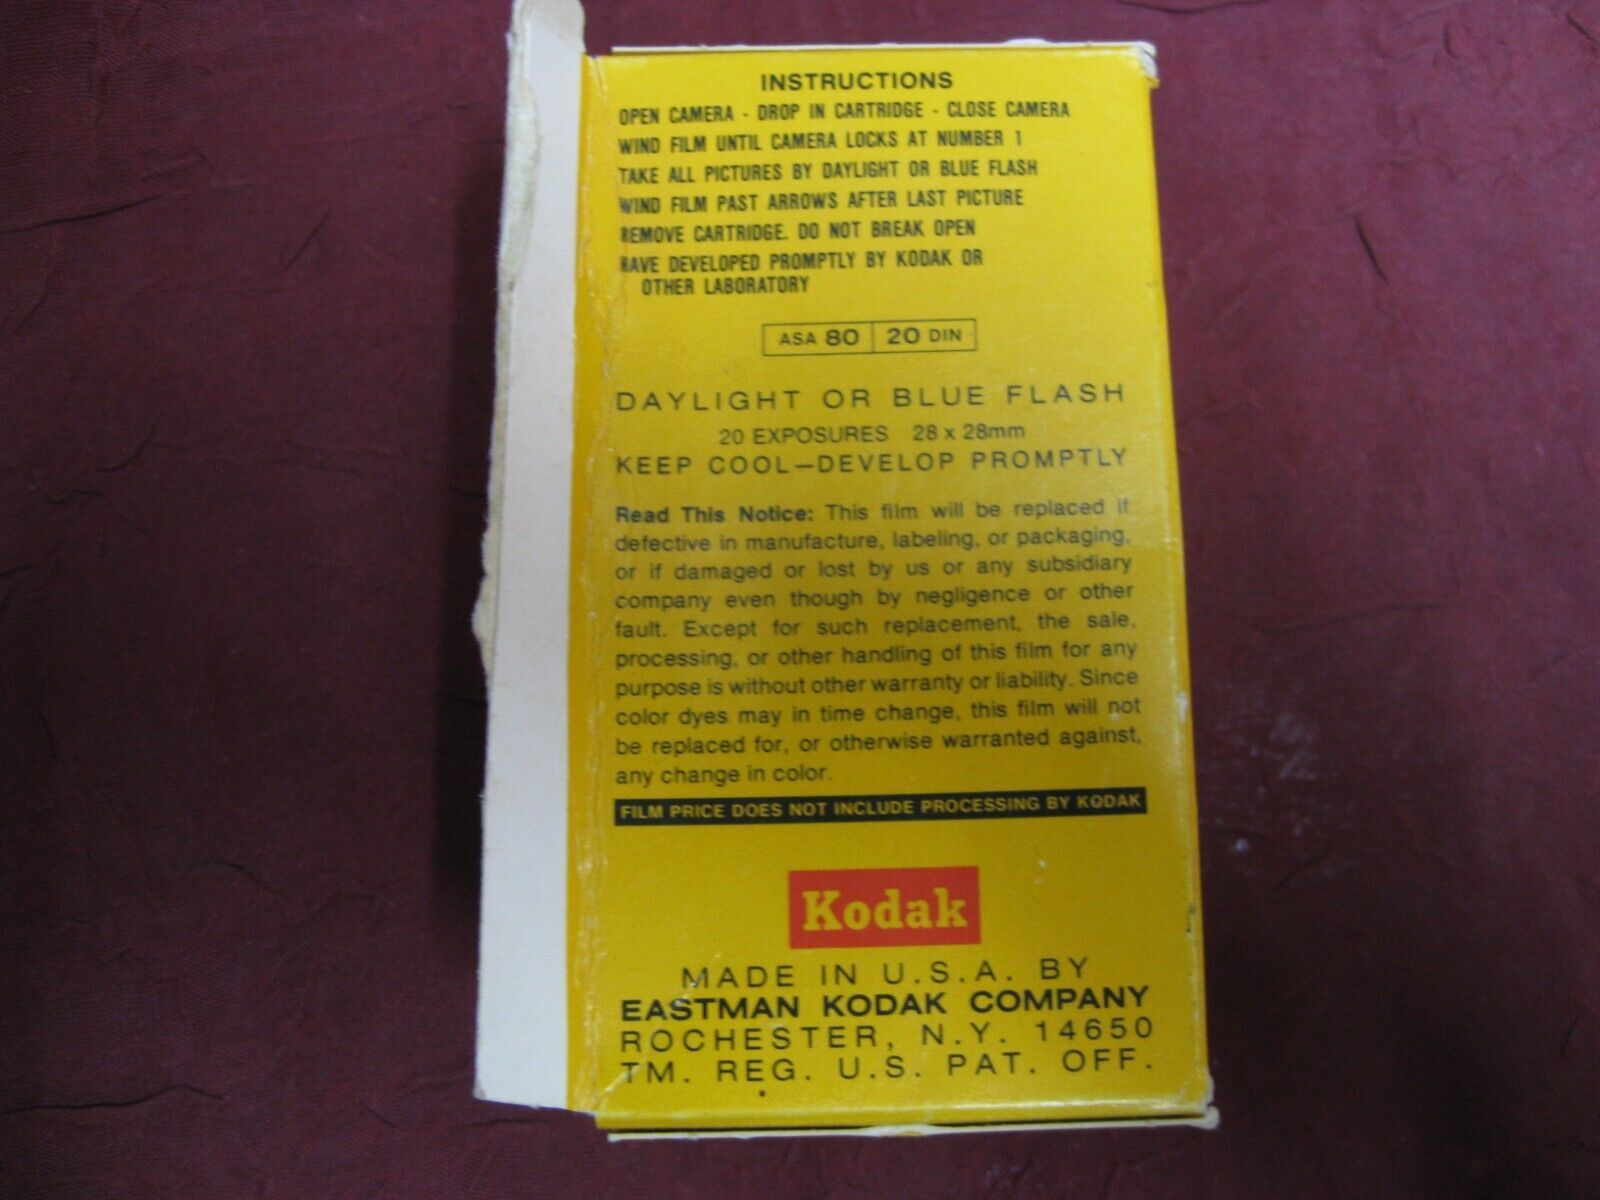 INSTRUCTIONS
OPEN CAMERA - DROP IN CARTRIDGE - CLOSE CAMERA
WIND FILM UNTIL CAMERA LOCKS AT NUMBER 1
TAKE ALL PICTURES BY DAYLIGHT OR BLUE FLASH
WIND FILM PAST ARROWS AFTER LAST PICTURE
REMOVE CARTRIDGE. DO NOT BREAK OPEN
HAVE DEVELOPED PROMPTLY BY KODAK OR
OTHER LABORATORY
ASA 80 20 DIN
DAYLIGHT OR BLUE FLASH
20 EXPOSURES 28 x 28mm
KEEP COOL—DEVELOP PROMPTLY
Read This Notice: This film will be replaced if
defective in manufacture, labeling, or packaging,
or if damaged or lost by us or any subsidiary
company even though by negligence or other
fault. Except for such replacement, the sale,
processing, or other handling of this film for any
purpose is without other warranty or liability. Since
color dyes may in time change, this film will not
be replaced for, or otherwise warranted against,
any change in color.
FILM PRICE DOES NOT INCLUDE PROCESSING BY KODAK
Kodak
MADE IN U.S.A. BY
EASTMAN KODAK COMPANY
ROCHESTER, N.Y. 14650
TM. REG. U.S. PAT. OFF.